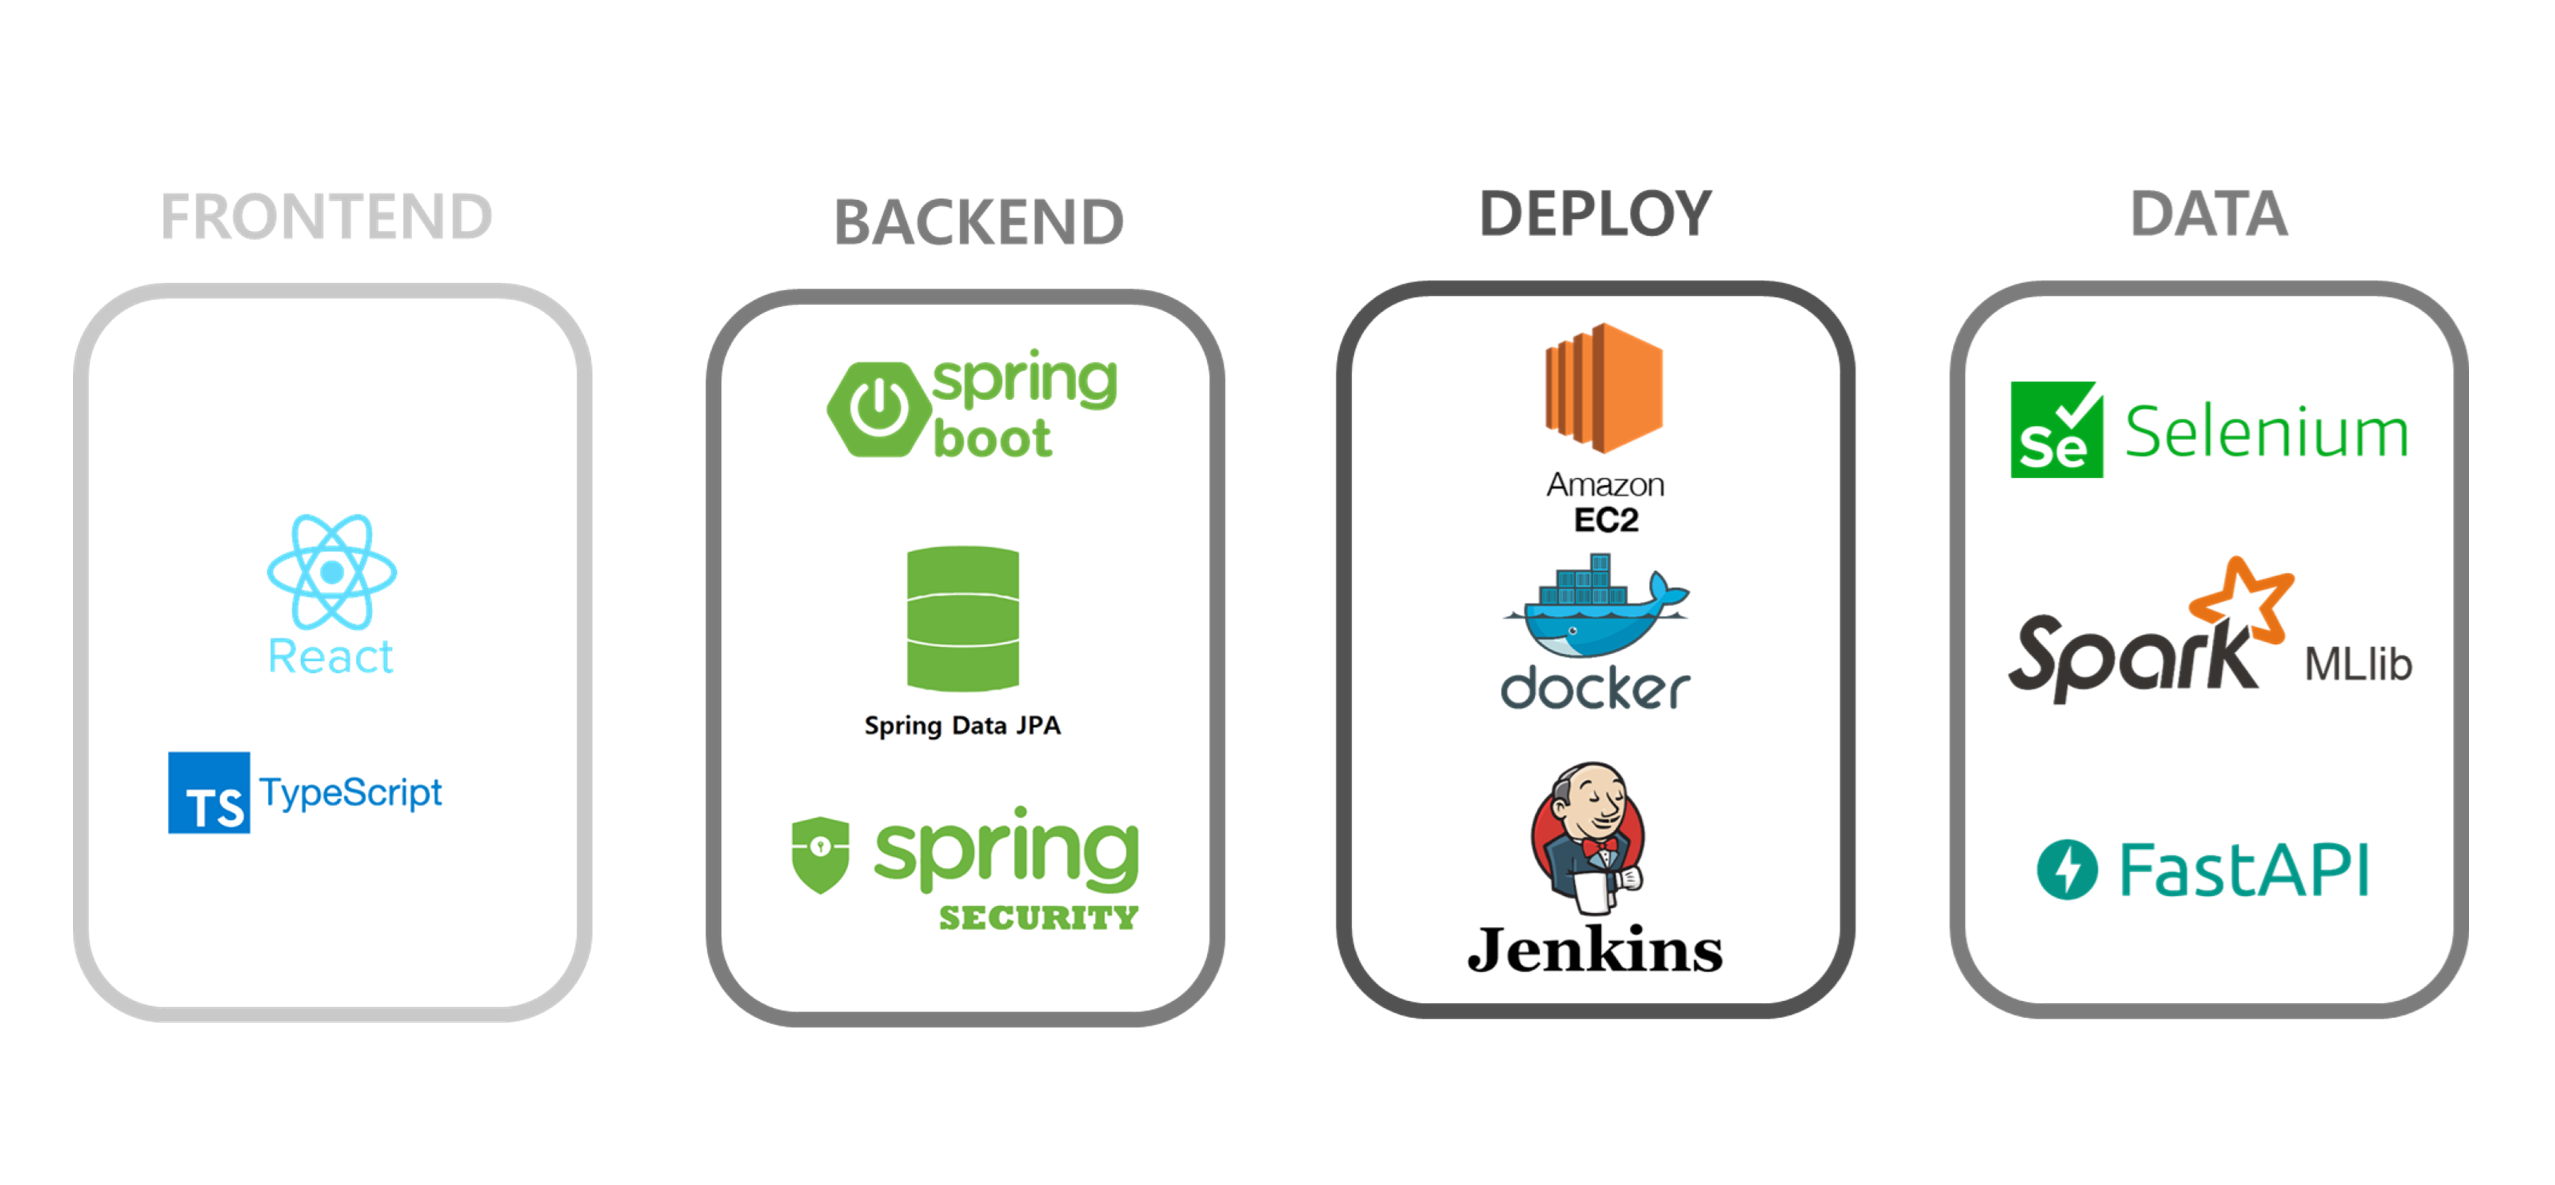 FRONTEND
React
TS TypeScript
BACKEND
spring
boot
Spring Data JPA
spring
SECURITY
DEPLOY
Amazon
EC2
docker
Jenkins
DATA
Se Selenium
Spark MLlib
FastAPI